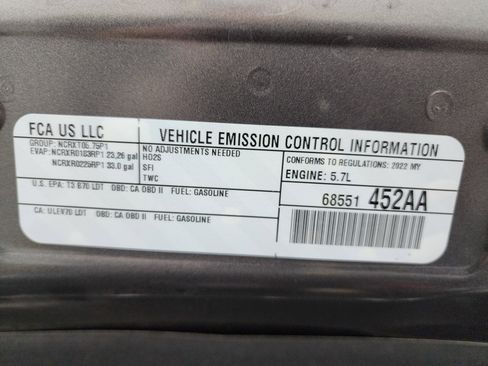 FCA US LLC
VEHICLE EMISSION CONTROL INFORMATION
GROUP: NCRXT05.75P1
EVAP: NCRXR0183RP1 23,26 gal
NCRXR0225RP1 33.0 gal
NO ADJUSTMENTS NEEDED
HO2S
SFI
TWC
CONFORMS TO REGULATIONS: 2022 MY
ENGINE: 5.7L
U.S. EPA: T3 B70 LDT OBD: CA OBD II FUEL: GASOLINE
CA: ULEV70 LDT OBD: CA OBD II FUEL: GASOLINE
68551 452AA